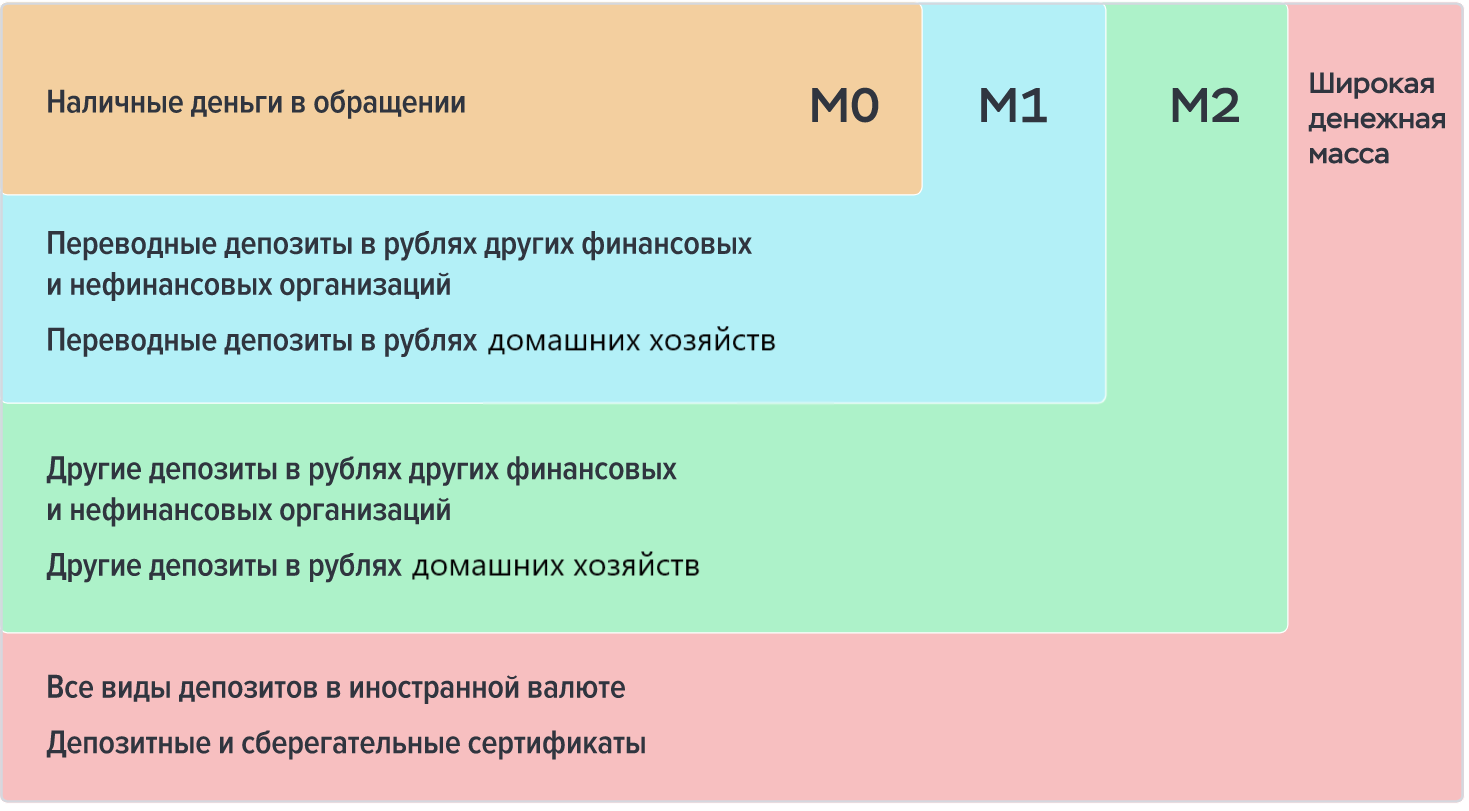 Наличные деньги в обращении
М0
М1
М2
Широкая
денежная
масса
Переводные депозиты в рублях других финансовых
и нефинансовых организаций
Переводные депозиты в рублях домашних хозяйств
Другие депозиты в рублях других финансовых
и нефинансовых организаций
Другие депозиты в рублях домашних хозяйств
Все виды депозитов в иностранной валюте
Депозитные и сберегательные сертификаты